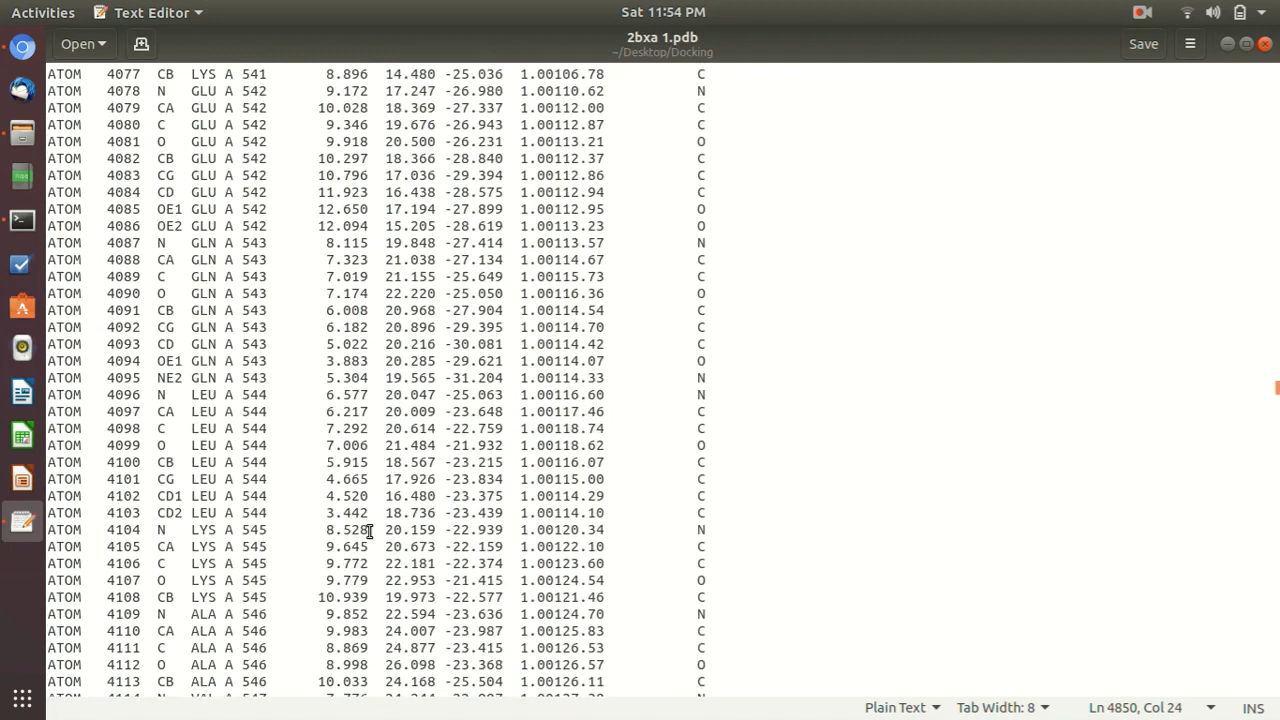 Activities Text Editor Sat 11:54 PM
Open 2bxa 1.pdb Save
~/Desktop/Docking
ATOM 4077 CB LYS A 541 8.896 14.480 -25.036 1.00106.78 C
ATOM 4078 N GLU A 542 9.172 17.247 -26.980 1.00110.62 N
ATOM 4079 CA GLU A 542 10.028 18.369 -27.337 1.00112.00 C
ATOM 4080 C GLU A 542 9.346 19.676 -26.943 1.00112.87 C
ATOM 4081 O GLU A 542 9.918 20.500 -26.231 1.00113.21 O
ATOM 4082 CB GLU A 542 10.297 18.366 -28.840 1.00112.37 C
ATOM 4083 CG GLU A 542 10.796 17.036 -29.394 1.00112.86 C
ATOM 4084 CD GLU A 542 11.923 16.438 -28.575 1.00112.94 C
ATOM 4085 OE1 GLU A 542 12.650 17.194 -27.899 1.00112.95 O
ATOM 4086 OE2 GLU A 542 12.094 15.205 -28.619 1.00113.23 O
ATOM 4087 N GLN A 543 8.115 19.848 -27.414 1.00113.57 N
ATOM 4088 CA GLN A 543 7.323 21.038 -27.134 1.00114.67 C
ATOM 4089 C GLN A 543 7.019 21.155 -25.649 1.00115.73 C
ATOM 4090 O GLN A 543 7.174 22.220 -25.050 1.00116.36 O
ATOM 4091 CB GLN A 543 6.008 20.968 -27.904 1.00114.54 C
ATOM 4092 CG GLN A 543 6.182 20.896 -29.395 1.00114.70 C
ATOM 4093 CD GLN A 543 5.022 20.216 -30.081 1.00114.42 C
ATOM 4094 OE1 GLN A 543 3.883 20.285 -29.621 1.00114.07 O
ATOM 4095 NE2 GLN A 543 5.304 19.565 -31.204 1.00114.33 N
ATOM 4096 N LEU A 544 6.577 20.047 -25.063 1.00116.60 N
ATOM 4097 CA LEU A 544 6.217 20.009 -23.648 1.00117.46 C
ATOM 4098 C LEU A 544 7.292 20.614 -22.759 1.00118.74 C
ATOM 4099 O LEU A 544 7.006 21.484 -21.932 1.00118.62 O
ATOM 4100 CB LEU A 544 5.915 18.567 -23.215 1.00116.07 C
ATOM 4101 CG LEU A 544 4.665 17.926 -23.834 1.00115.00 C
ATOM 4102 CD1 LEU A 544 4.520 16.480 -23.375 1.00114.29 C
ATOM 4103 CD2 LEU A 544 3.442 18.736 -23.439 1.00114.10 C
ATOM 4104 N LYS A 545 8.528 20.159 -22.939 1.00120.34 N
ATOM 4105 CA LYS A 545 9.645 20.673 -22.159 1.00122.10 C
ATOM 4106 C LYS A 545 9.772 22.181 -22.374 1.00123.60 C
ATOM 4107 O LYS A 545 9.779 22.953 -21.415 1.00124.54 O
ATOM 4108 CB LYS A 545 10.939 19.973 -22.577 1.00121.46 C
ATOM 4109 N ALA A 546 9.852 22.594 -23.636 1.00124.70 N
ATOM 4110 CA ALA A 546 9.983 24.007 -23.987 1.00125.83 C
ATOM 4111 C ALA A 546 8.869 24.877 -23.415 1.00126.53 C
ATOM 4112 O ALA A 546 8.998 26.098 -23.368 1.00126.57 O
ATOM 4113 CB ALA A 546 10.033 24.168 -25.504 1.00126.11 C
Plain Text Tab Width: 8 Ln 4850, Col 24 INS